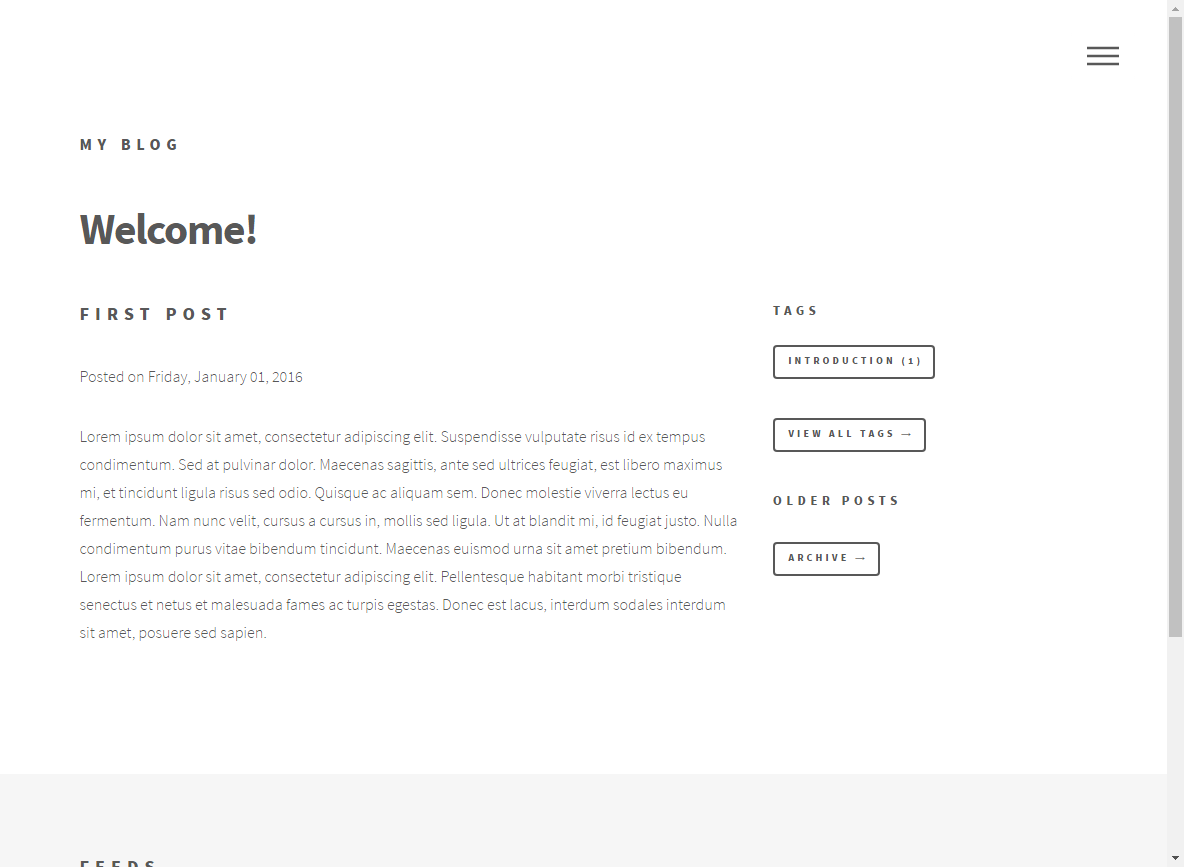 MY BLOG
Welcome!
FIRST POST
Posted on Friday, January 01, 2016
Lorem ipsum dolor sit amet, consectetur adipiscing elit. Suspendisse vulputate risus id ex tempus
condimentum. Sed at pulvinar dolor. Maecenas sagittis, ante sed ultrices feugiat, est libero maximus
mi, et tincidunt ligula risus sed odio. Quisque ac aliquam sem. Donec molestie viverra lectus eu
fermentum. Nam nunc velit, cursus a cursus in, mollis sed ligula. Ut at blandit mi, id feugiat justo. Nulla
condimentum purus vitae bibendum tincidunt. Maecenas euismod urna sit amet pretium bibendum.
Lorem ipsum dolor sit amet, consectetur adipiscing elit. Pellentesque habitant morbi tristique
senectus et netus et malesuada fames ac turpis egestas. Donec est lacus, interdum sodales interdum
sit amet, posuere sed sapien.
TAGS
INTRODUCTION (1)
VIEW ALL TAGS →
OLDER POSTS
ARCHIVE →
FEEDS